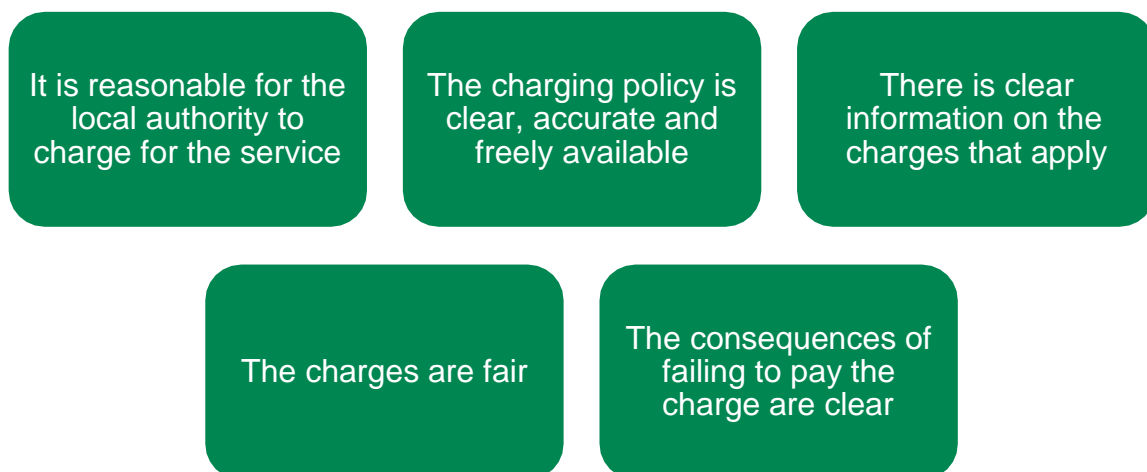 It is reasonable for the
local authority to
charge for the service
The charging policy is
clear, accurate and
freely available
There is clear
information on the
charges that apply
The charges are fair
The consequences of
failing to pay the
charge are clear